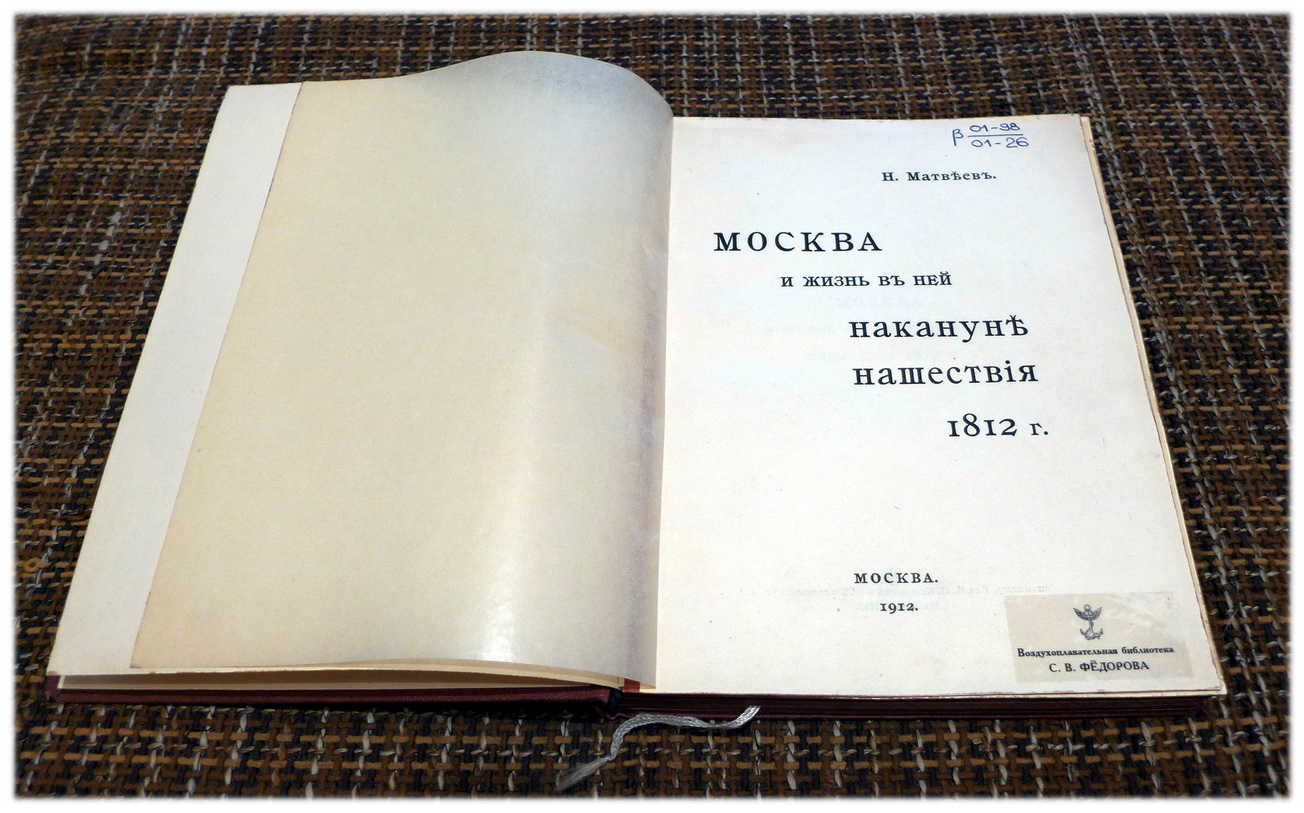 β 01-98
01-26
Н. Матвѣевъ.
МОСКВА
И ЖИЗНЬ ВЪ НЕЙ
НАКАНУНѢ
НАШЕСТВІЯ
1812 г.
МОСКВА.
1912.
Воздухоплавательная библиотека
С. В. ФЁДОРОВА